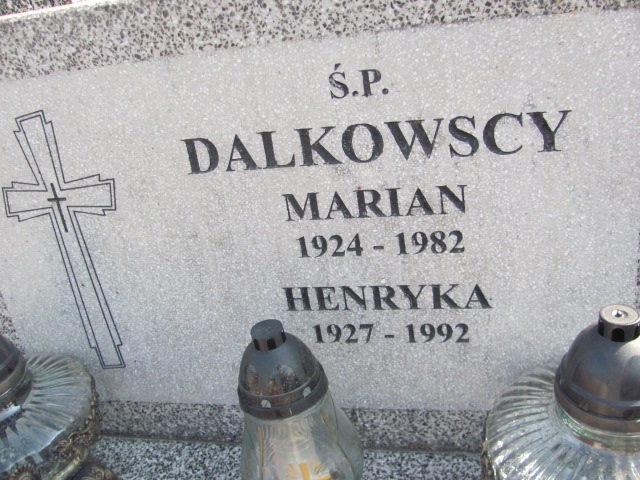 Ś.P.
DALKOWSCY
MARIAN
1924 - 1982
HENRYKA
1927 - 1992